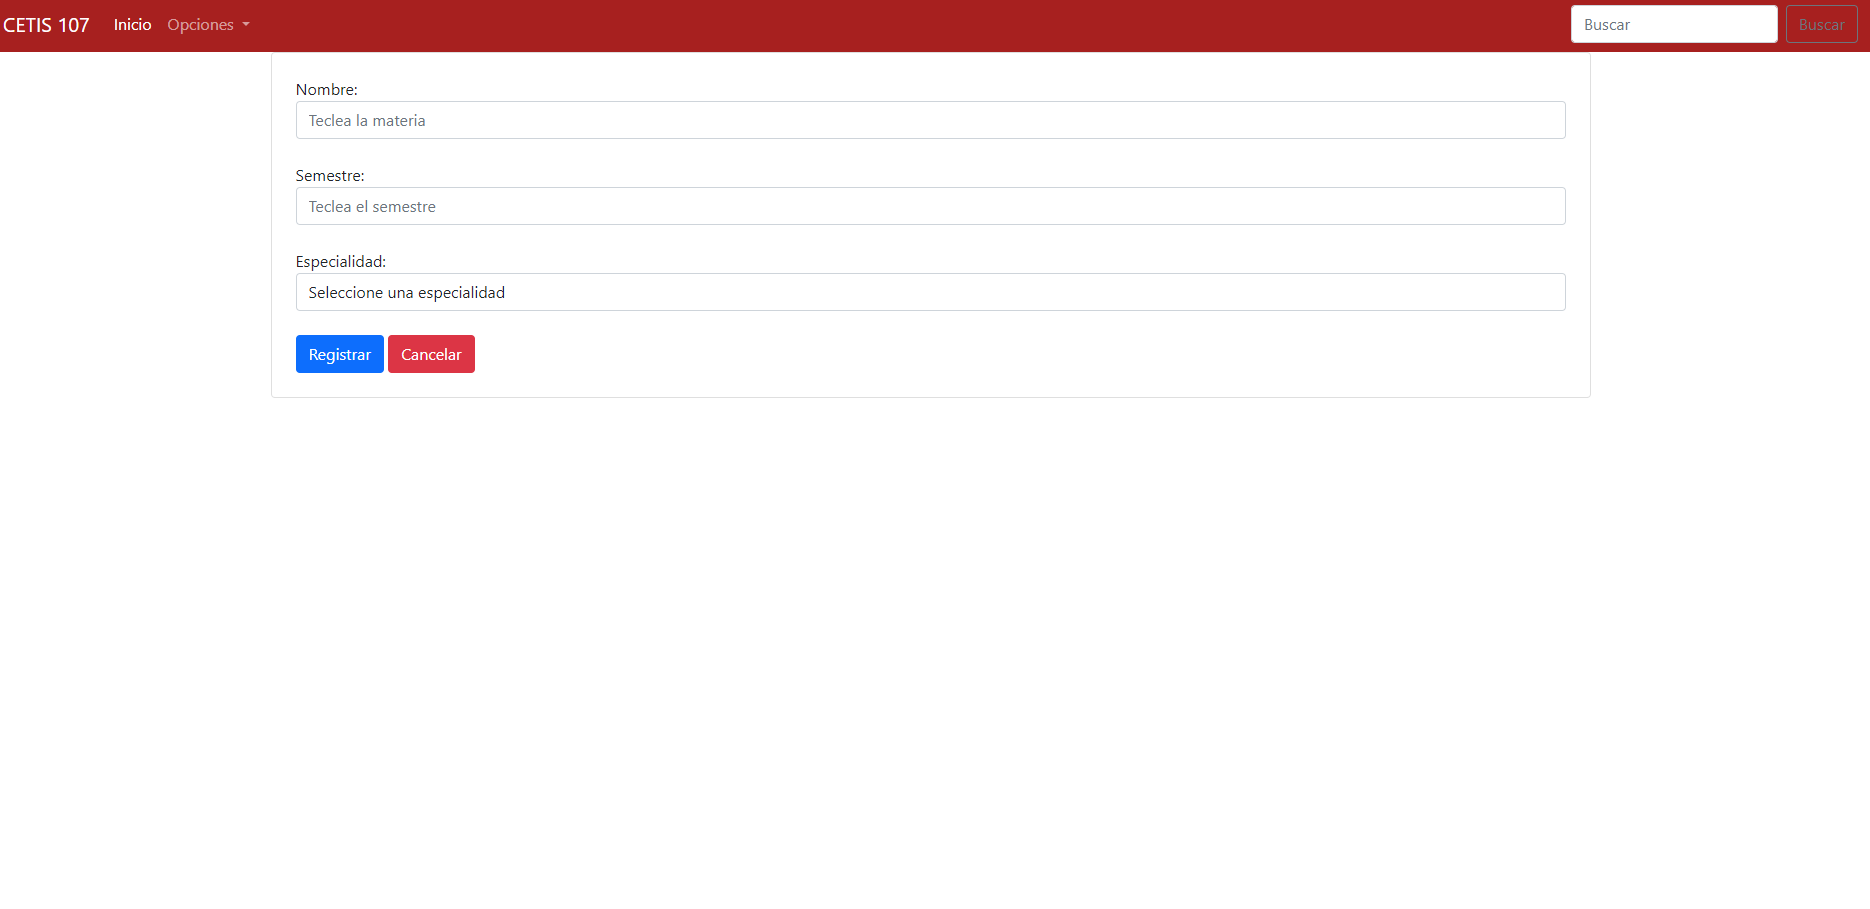 CETIS 107 Inicio Opciones Buscar Buscar
Nombre:
Teclea la materia
Semestre:
Teclea el semestre
Especialidad:
Seleccione una especialidad
Registrar Cancelar